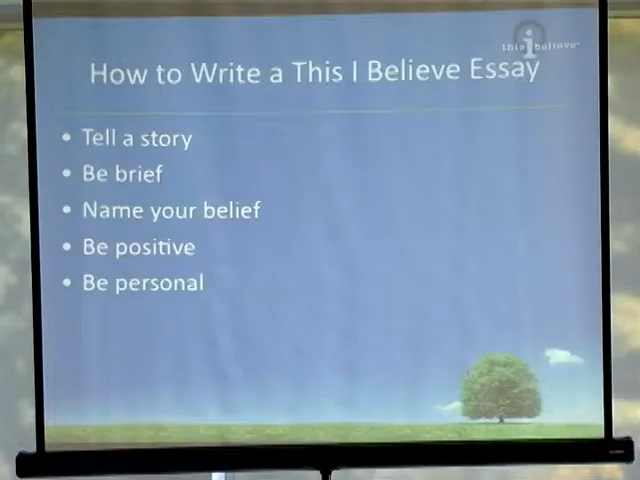 this i believe
How to Write a This I Believe Essay
• Tell a story
• Be brief
• Name your belief
• Be positive
• Be personal